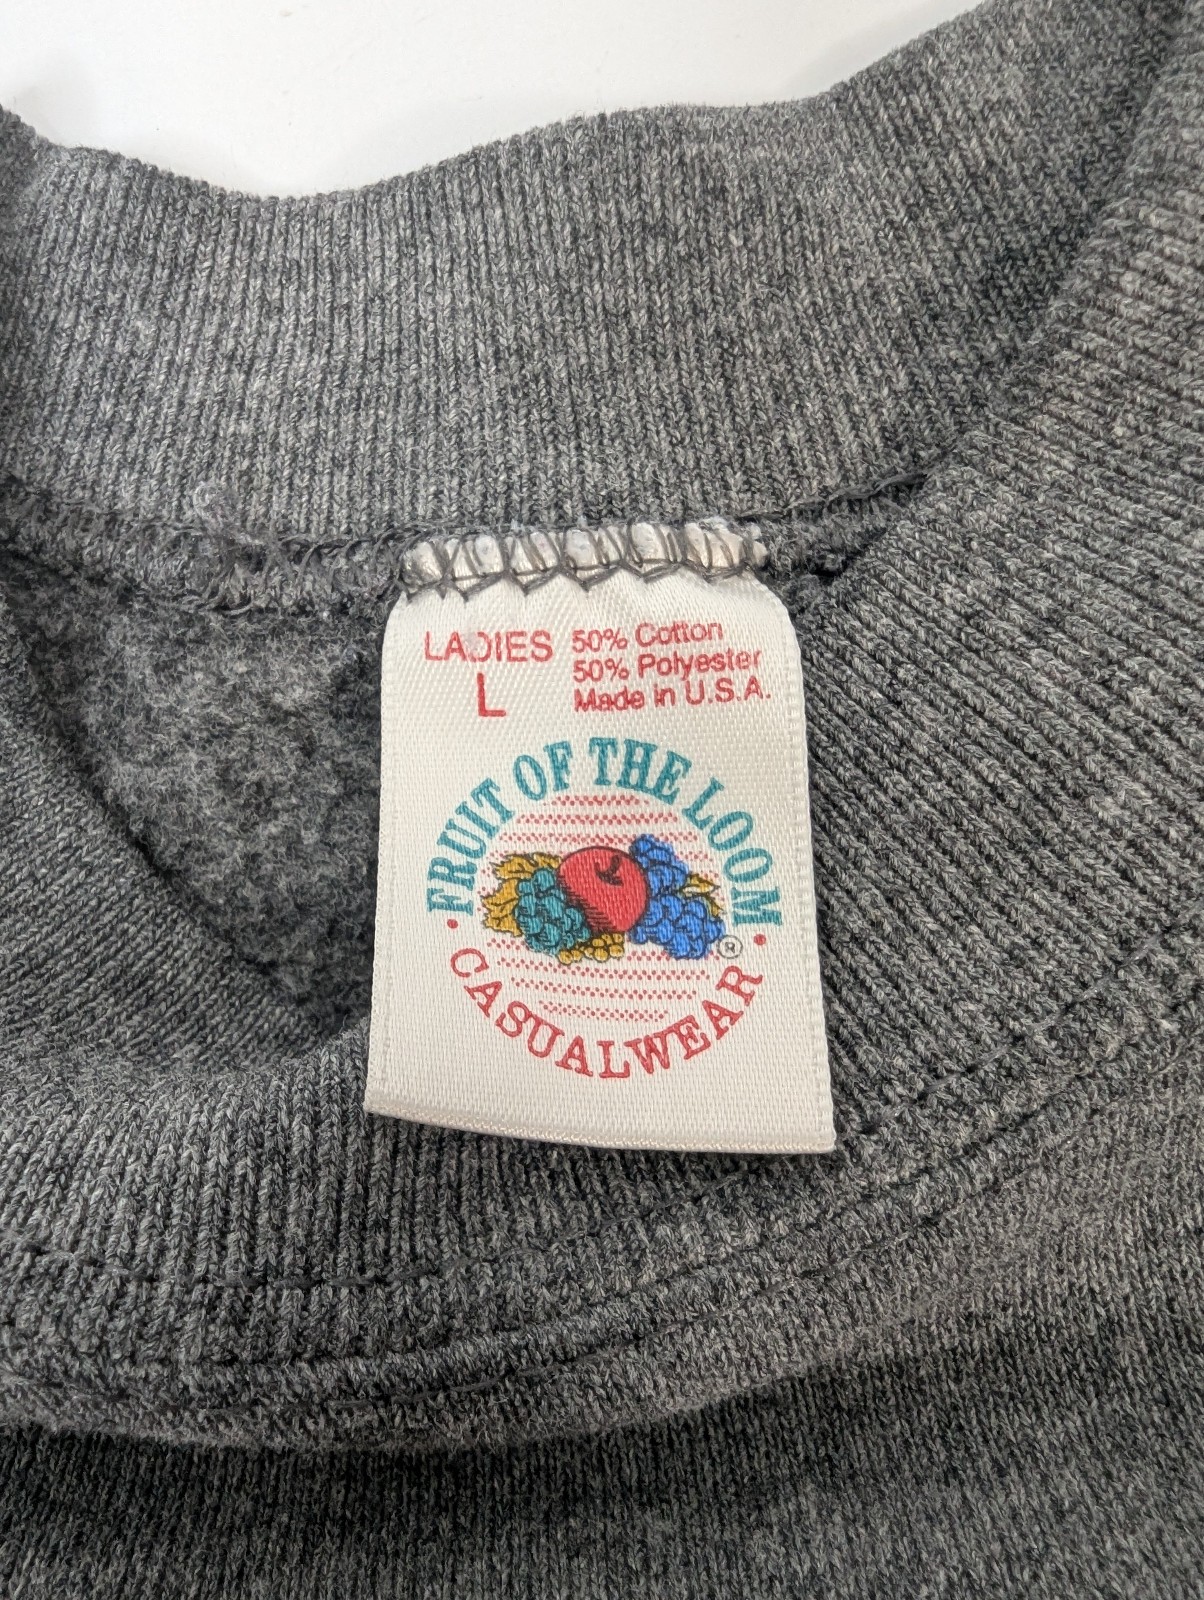 LADIES
L
50% Cotton
50% Polyester
Made in U.S.A.
FRUIT OF THE LOOM
®
• CASUALWEAR •